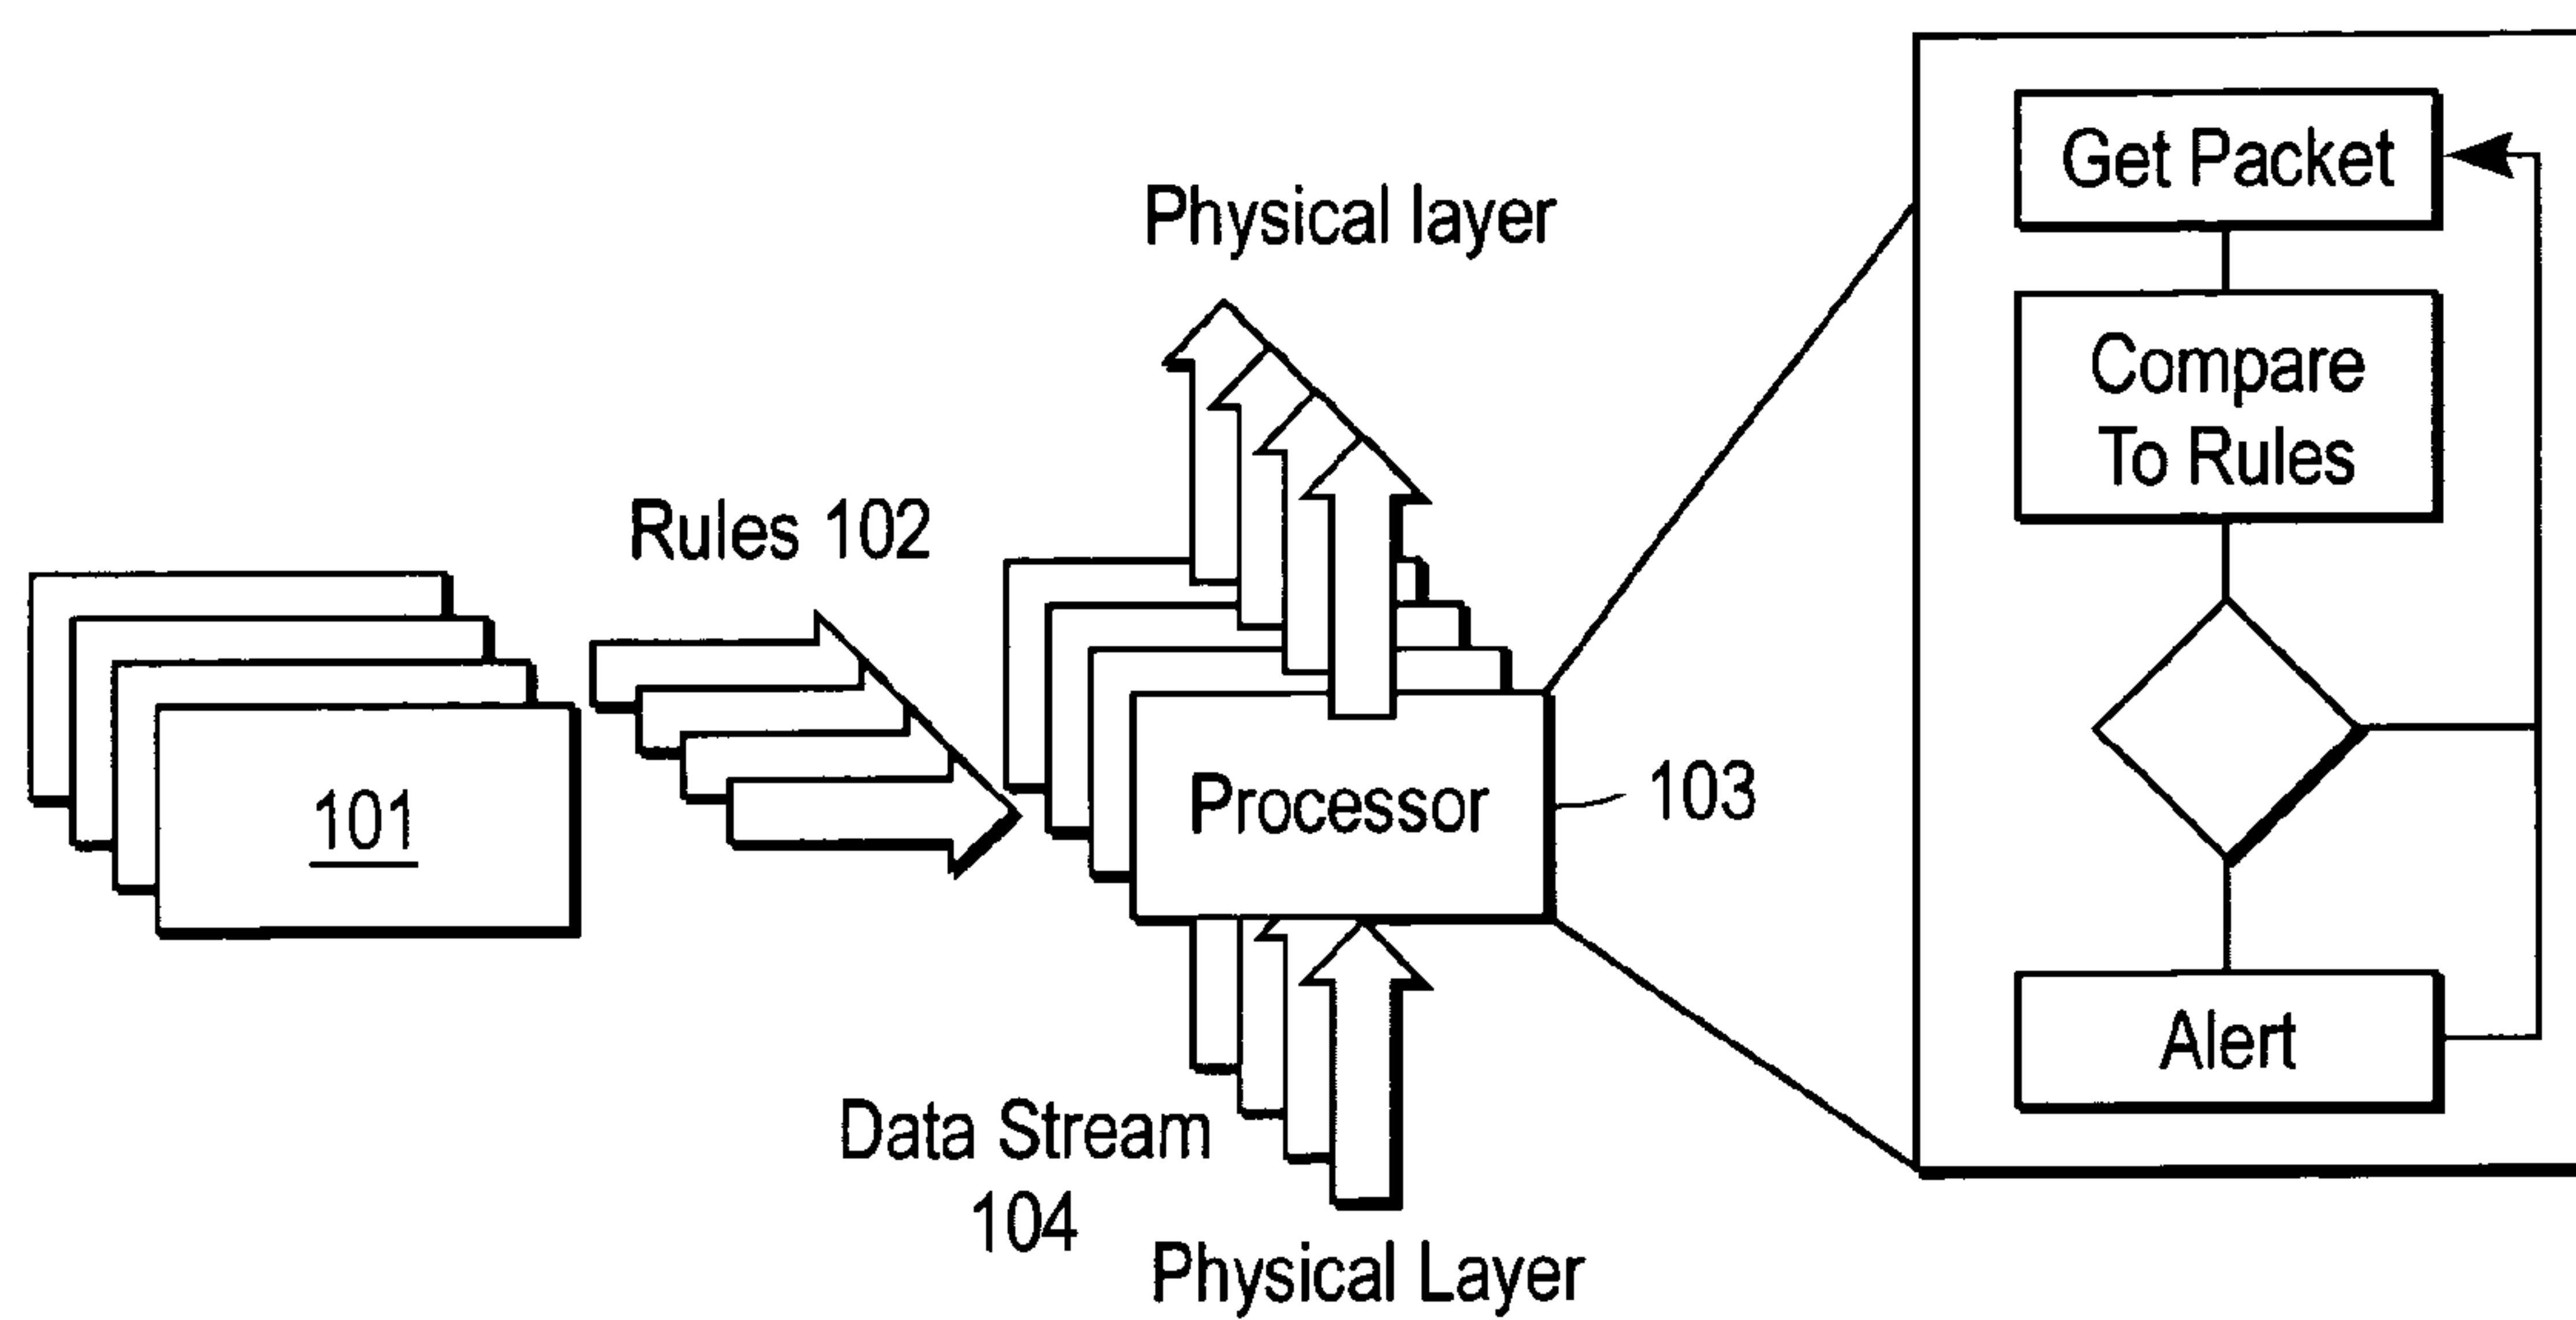 Physical layer
Rules 102
101
Processor
103
Data Stream
104
Physical Layer
Get Packet
Compare
To Rules
Alert